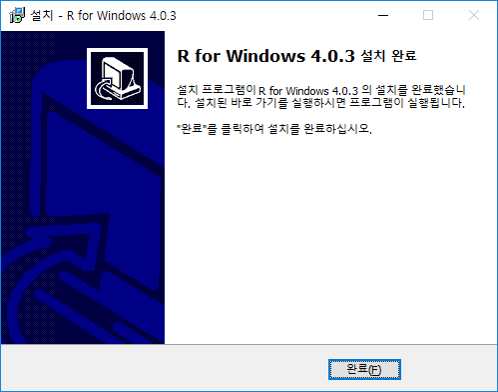 설치 - R for Windows 4.0.3
R for Windows 4.0.3 설치 완료
설치 프로그램이 R for Windows 4.0.3 의 설치를 완료했습니
다. 설치된 바로 가기를 실행하시면 프로그램이 실행됩니다.
"완료"를 클릭하여 설치를 완료하십시오.
완료(F)